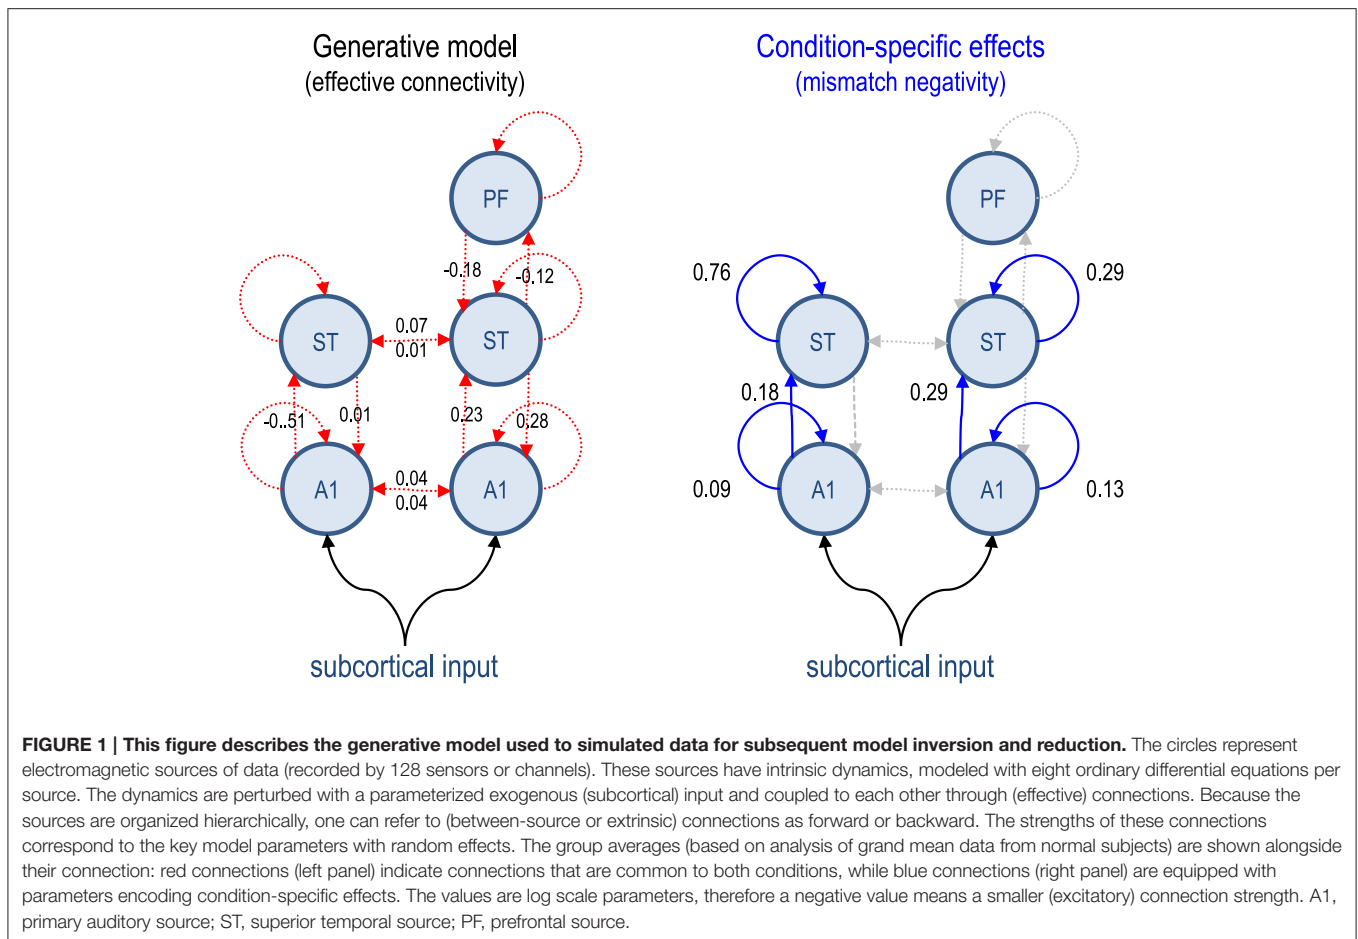 Generative model
(effective connectivity)
Condition-specific effects
(mismatch negativity)
PF
PF
-0.18
-0.12
0.76
0.29
ST
0.07
0.01
ST
ST
ST
-0..51
0.01
0.23
0.28
0.18
0.29
A1
0.04
0.04
A1
0.09
A1
A1
0.13
subcortical input
subcortical input
FIGURE 1 | This figure describes the generative model used to simulated data for subsequent model inversion and reduction. The circles represent
electromagnetic sources of data (recorded by 128 sensors or channels). These sources have intrinsic dynamics, modeled with eight ordinary differential equations per
source. The dynamics are perturbed with a parameterized exogenous (subcortical) input and coupled to each other through (effective) connections. Because the
sources are organized hierarchically, one can refer to (between-source or extrinsic) connections as forward or backward. The strengths of these connections
correspond to the key model parameters with random effects. The group averages (based on analysis of grand mean data from normal subjects) are shown alongside
their connection: red connections (left panel) indicate connections that are common to both conditions, while blue connections (right panel) are equipped with
parameters encoding condition-specific effects. The values are log scale parameters, therefore a negative value means a smaller (excitatory) connection strength. A1,
primary auditory source; ST, superior temporal source; PF, prefrontal source.